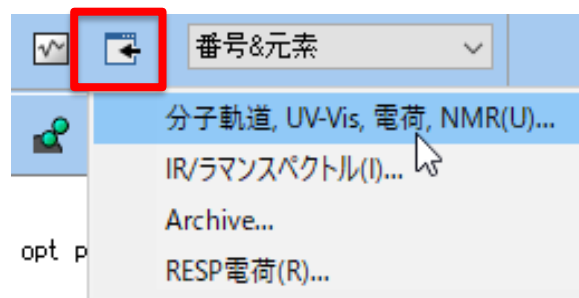 番号&元素
分子軌道, UV-Vis, 電荷, NMR(U)...
IR/ラマンスペクトル(I)...
Archive...
opt p
RESP電荷(R)...